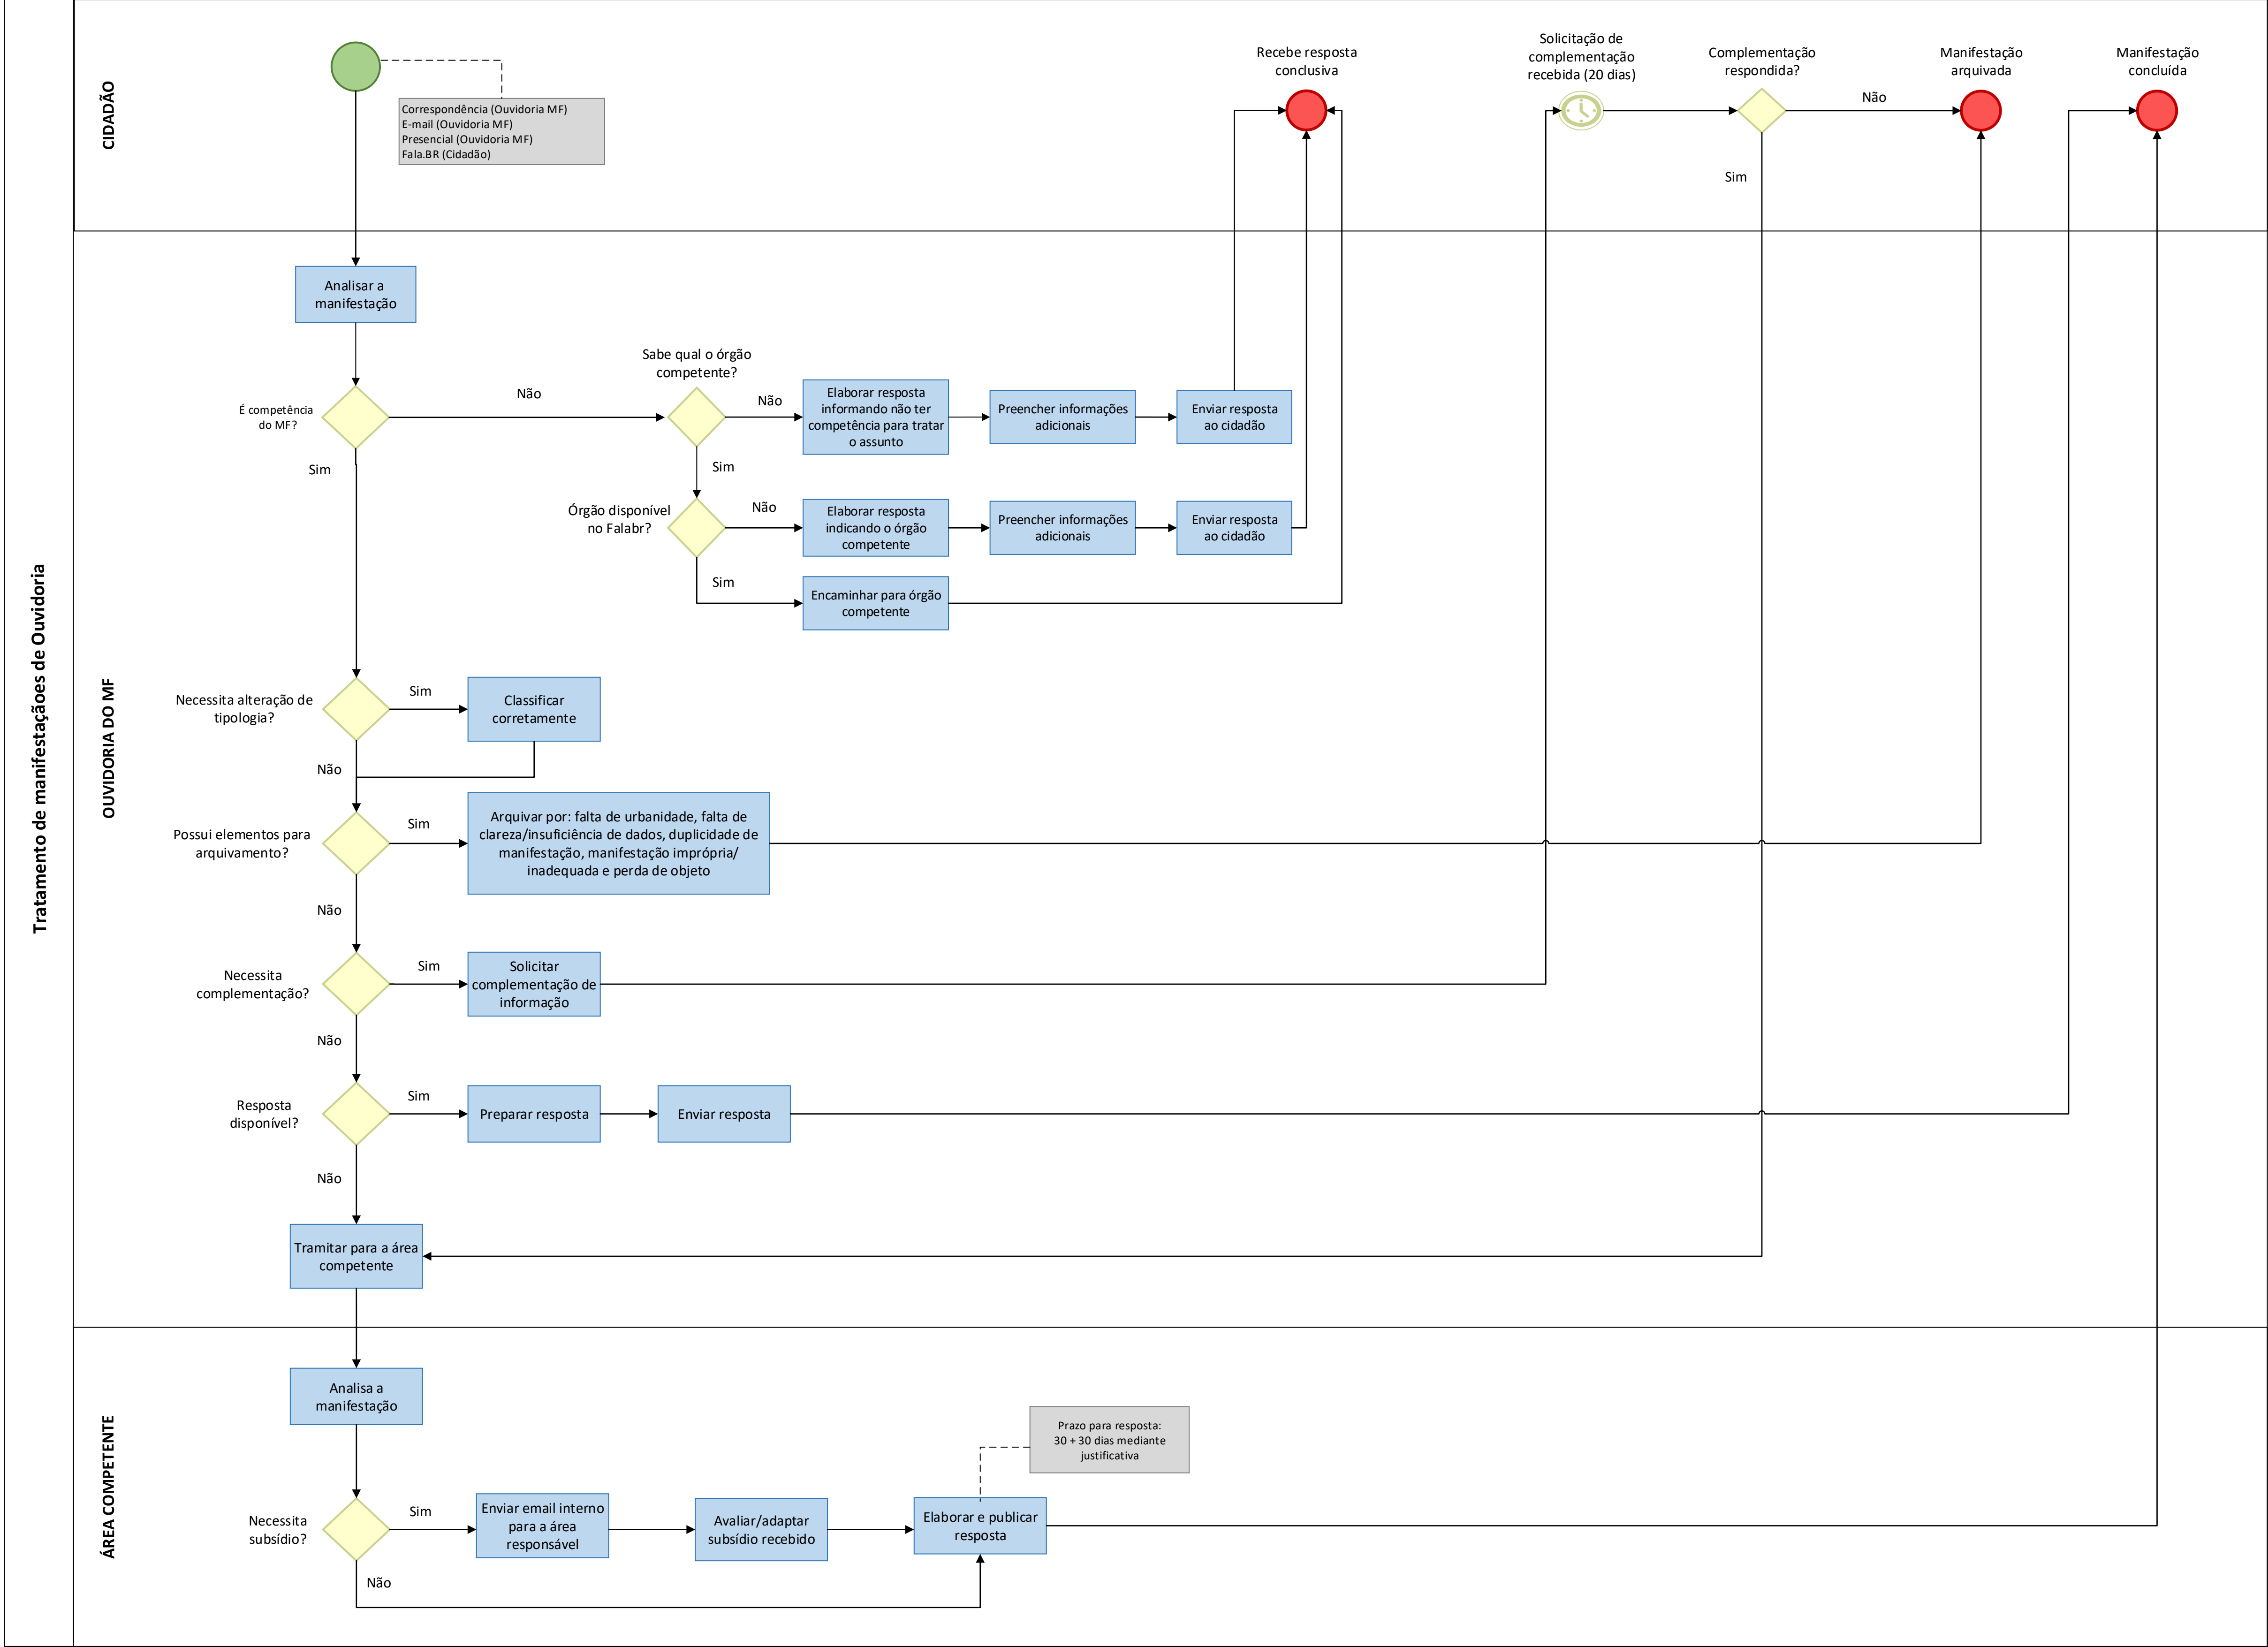 Tratamento de manifestaçãoes de Ouvidoria
CIDADÃO
Correspondência (Ouvidoria MF)
E-mail (Ouvidoria MF)
Presencial (Ouvidoria MF)
Fala.BR (Cidadão)
Recebe resposta
conclusiva
Solicitação de
complementação
recebida (20 dias)
Complementação
respondida?
Não
Sim
Manifestação
arquivada
Manifestação
concluída
OUVIDORIA DO MF
Analisar a
manifestação
É competência
do MF?
Não
Sim
Sabe qual o órgão
competente?
Não
Elaborar resposta
informando não ter
competência para tratar
o assunto
Preencher informações
adicionais
Enviar resposta
ao cidadão
Sim
Órgão disponível
no Falabr?
Não
Elaborar resposta
indicando o órgão
competente
Preencher informações
adicionais
Enviar resposta
ao cidadão
Sim
Encaminhar para órgão
competente
Necessita alteração de
tipologia?
Sim
Classificar
corretamente
Não
Possui elementos para
arquivamento?
Sim
Arquivar por: falta de urbanidade, falta de
clareza/insuficiência de dados, duplicidade de
manifestação, manifestação imprópria/
inadequada e perda de objeto
Não
Necessita
complementação?
Sim
Solicitar
complementação de
informação
Não
Resposta
disponível?
Sim
Preparar resposta
Enviar resposta
Não
Tramitar para a área
competente
ÁREA COMPETENTE
Analisa a
manifestação
Necessita
subsídio?
Sim
Enviar email interno
para a área
responsável
Avaliar/adaptar
subsídio recebido
Elaborar e publicar
resposta
Prazo para resposta:
30 + 30 dias mediante
justificativa
Não